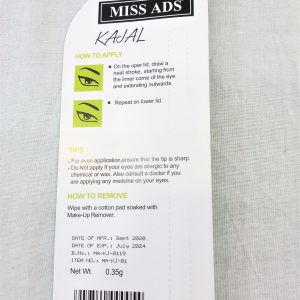 MISS ADS
KAJAL
HOW TO APPLY
• On the uper lid, draw a
neat stroke, starting from
the inner corner of the eye
and extending outwards
• Repeat on lower lid.
TIPS
• For even application,ensure that the tip is sharp.
• Do Not apply if your eyes are allergic to any
chemical or wax. Also consult a doctor if you
are applying any medicine on your eyes.
HOW TO REMOVE
Wipe with a cotton pad soaked with
Make-Up Remover.
DATE OF MFR.: Sept 2020
DATE OF EXP.: July 2024
B.No.: MA-KJ-0119
ITEM NO.: MA-KJ-01
Net Wt. 0.35g